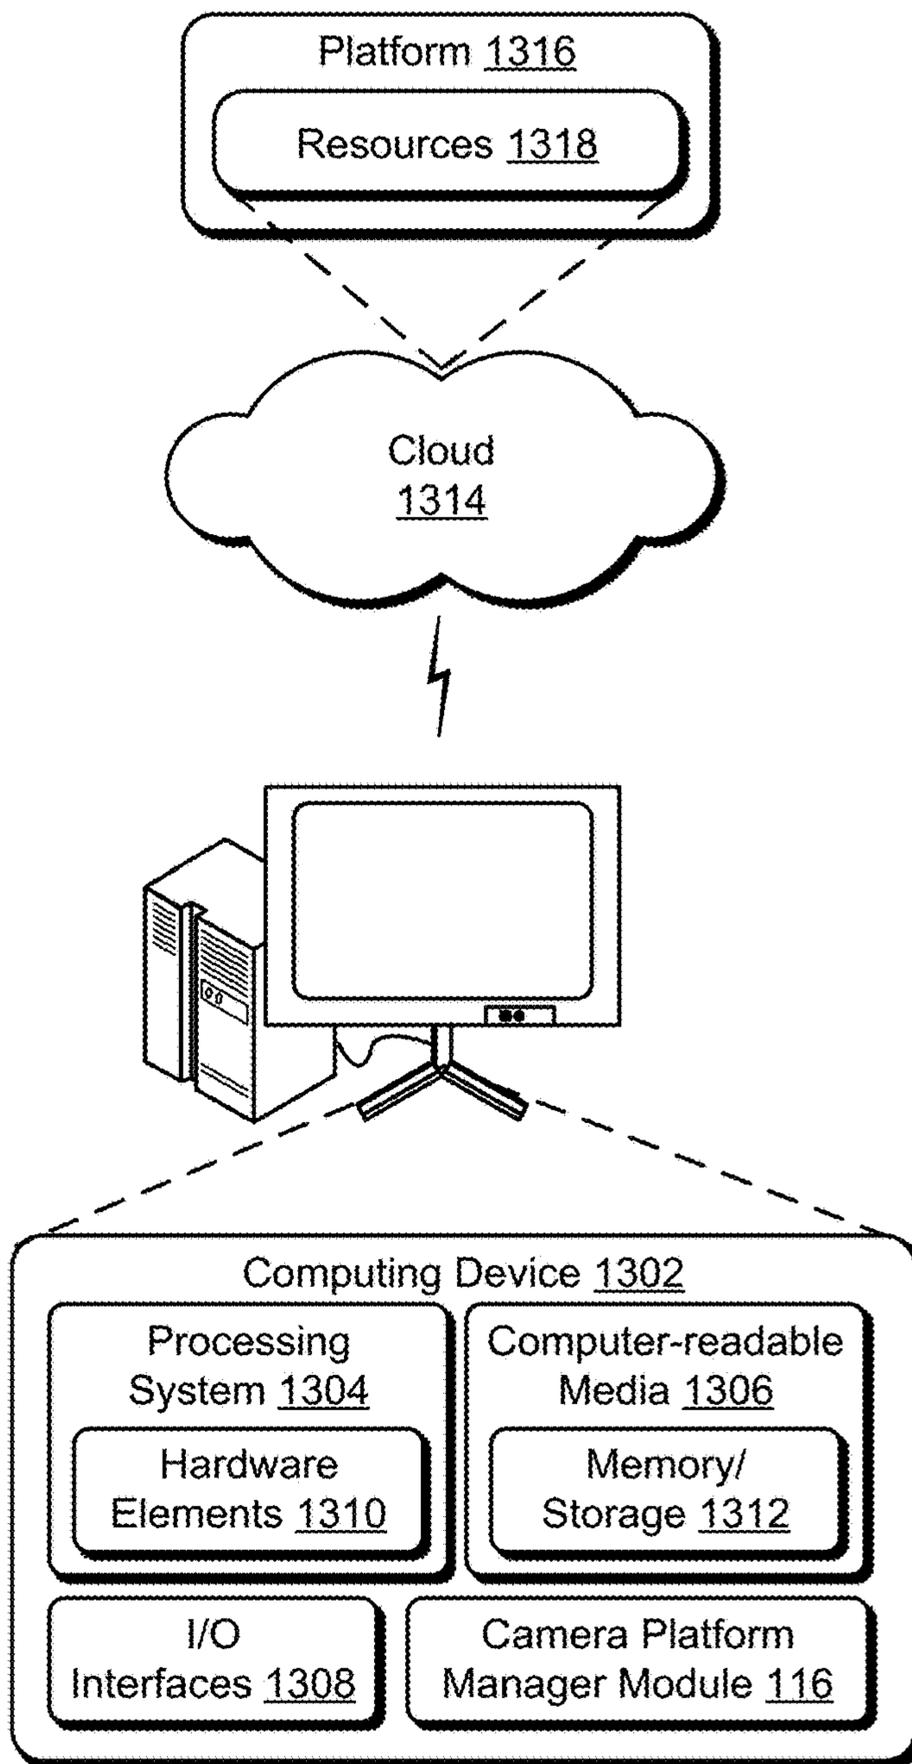 Platform 1316
Resources 1318
Cloud
1314
Computing Device 1302
Processing
System 1304
Hardware
Elements 1310
Computer-readable
Media 1306
Memory/
Storage 1312
I/O
Interfaces 1308
Camera Platform
Manager Module 116